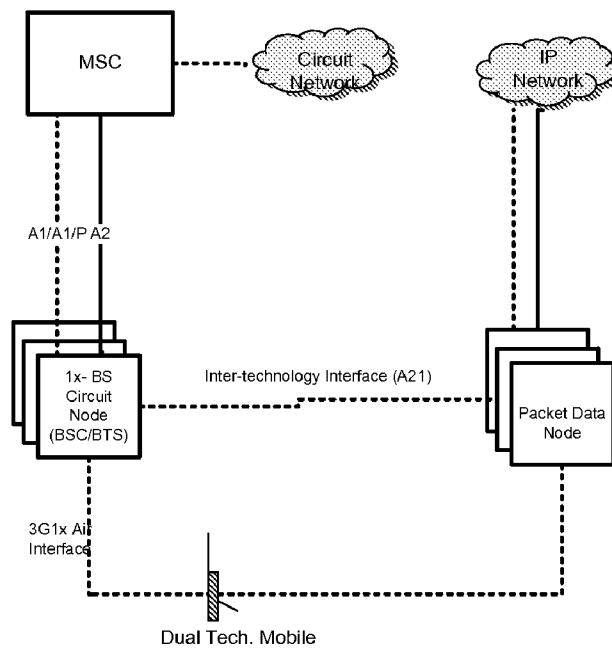 MSC
Circuit
Network
IP
Network
A1/A1/P A2
1x- BS
Circuit
Node
(BSC/BTS)
Inter-technology Interface (A21)
Packet Data
Node
3G1x Air
Interface
Dual Tech. Mobile